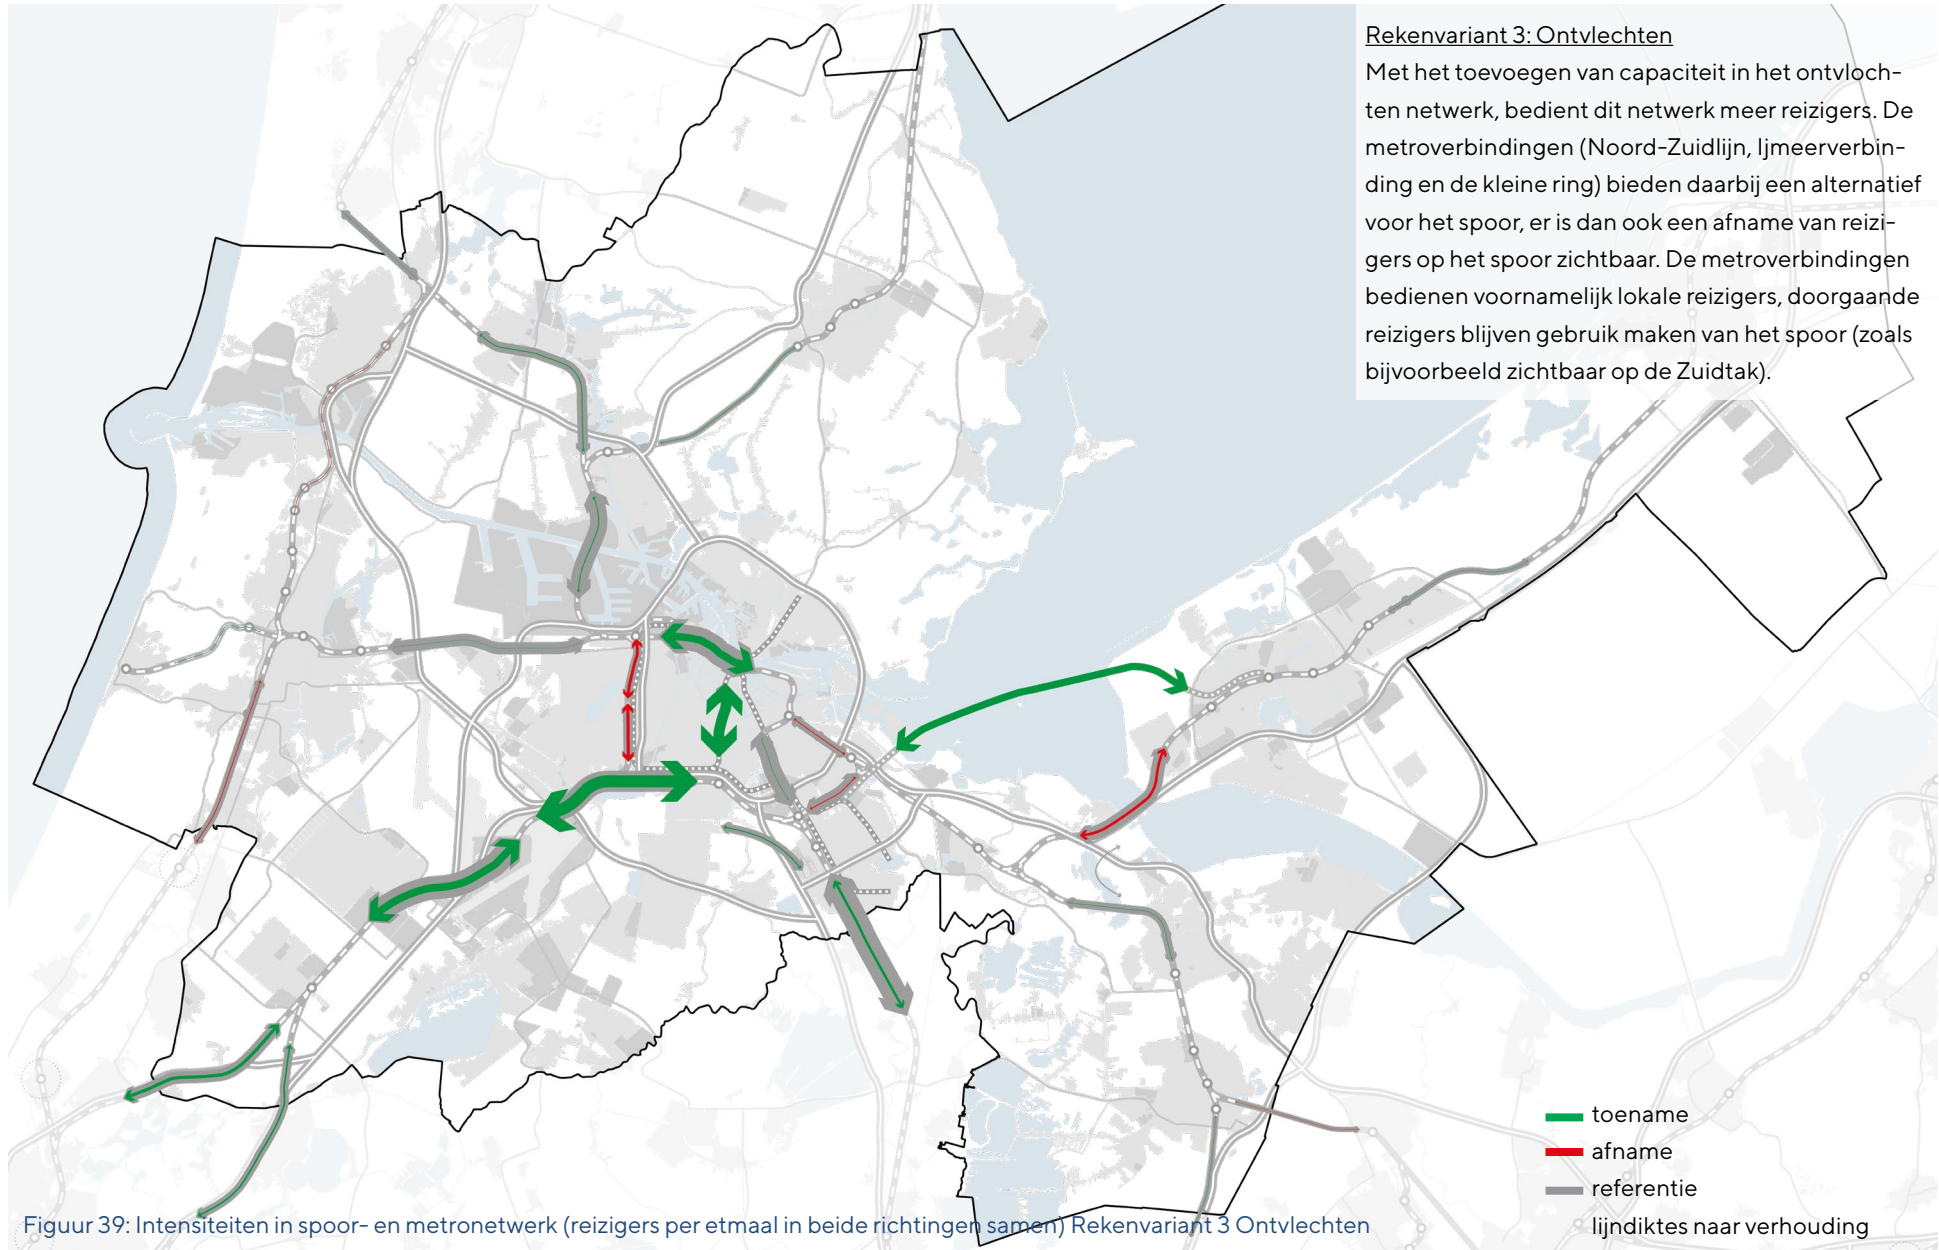 Rekenvariant 3: Ontvlechten
Met het toevoegen van capaciteit in het ontvloch-
ten netwerk, bedient dit netwerk meer reizigers. De
metroverbindingen (Noord-Zuidlijn, Ijmeerverbin-
ding en de kleine ring) bieden daarbij een alternatief
voor het spoor, er is dan ook een afname van reizi-
gers op het spoor zichtbaar. De metroverbindingen
bedienen voornamelijk lokale reizigers, doorgaande
reizigers blijven gebruik maken van het spoor (zoals
bijvoorbeeld zichtbaar op de Zuidtak).
toename
afname
referentie
lijndiktes naar verhouding
Figuur 39: Intensiteiten in spoor- en metronetwerk (reizigers per etmaal in beide richtingen samen) Rekenvariant 3 Ontvlechten